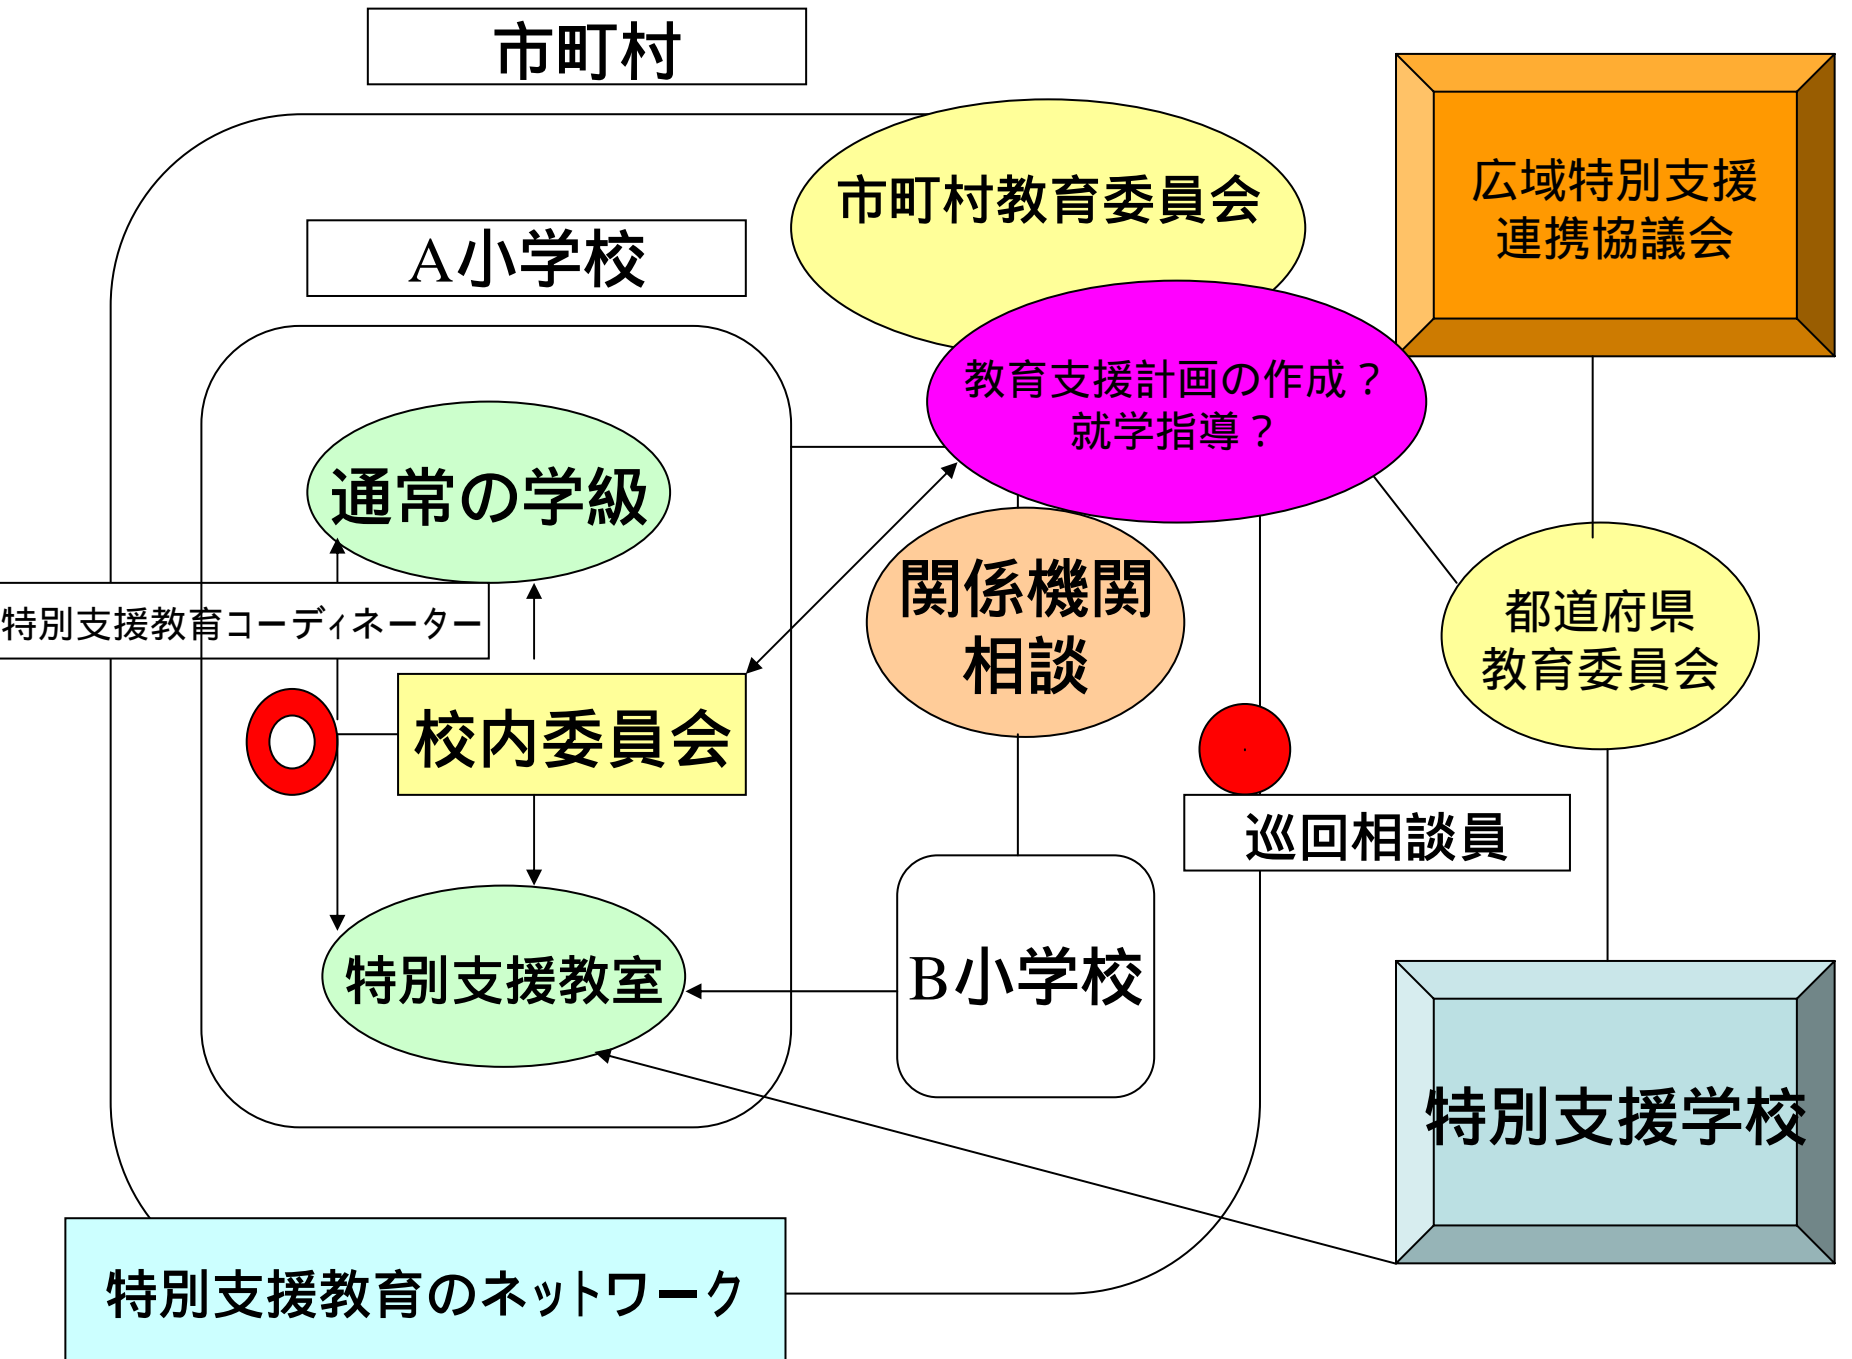 市町村
市町村教育委員会
広域特別支援
連携協議会
A小学校
教育支援計画の作成？
就学指導？
通常の学級
関係機関
相談
都道府県
教育委員会
特別支援教育コーディネーター
校内委員会
巡回相談員
特別支援教室
B小学校
特別支援学校
特別支援教育のネットワーク